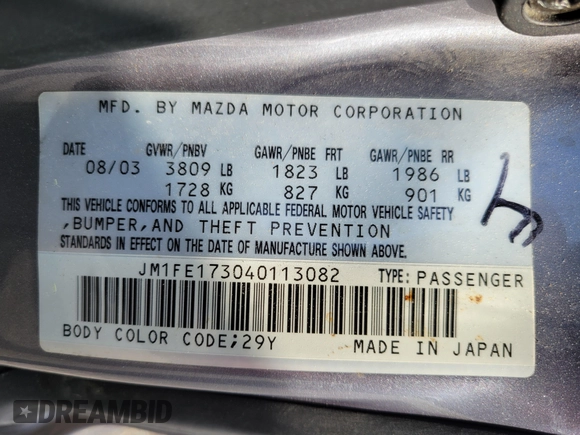 MFD. BY MAZDA MOTOR CORPORATION
DATE GVWR/PNBV GAWR/PNBE FRT GAWR/PNBE RR
08/03 3809 LB 1823 LB 1986 LB
1728 KG 827 KG 901 KG
THIS VEHICLE CONFORMS TO ALL APPLICABLE FEDERAL MOTOR VEHICLE SAFETY
,BUMPER,AND THEFT PREVENTION
STANDARDS IN EFFECT ON THE DATE OF MANUFACTURE SHOWN ABOVE.
JM1FE173040113082 TYPE: PASSENGER
BODY COLOR CODE;29Y MADE IN JAPAN
DREAMBID